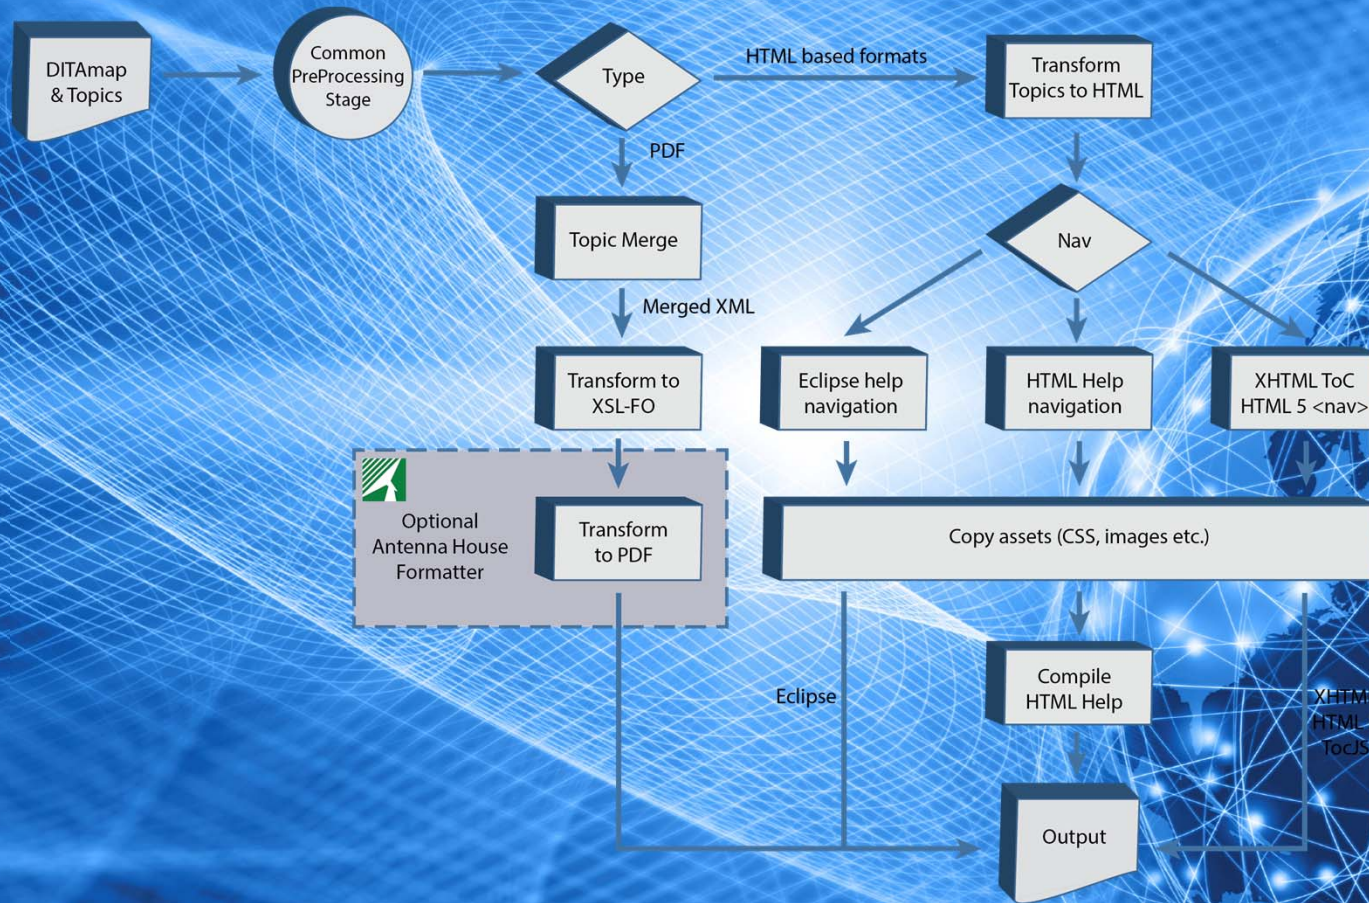 DITAmap
& Topics
Common
PreProcessing
Stage
Type
HTML based formats
Transform
Topics to HTML
PDF
Topic Merge
Nav
Merged XML
Transform to
XSL-FO
Eclipse help
navigation
HTML Help
navigation
XHTML ToC
HTML 5 <nav>
Optional
Antenna House
Formatter
Transform
to PDF
Copy assets (CSS, images etc.)
Compile
HTML Help
Eclipse
HTML
TocJS
Output